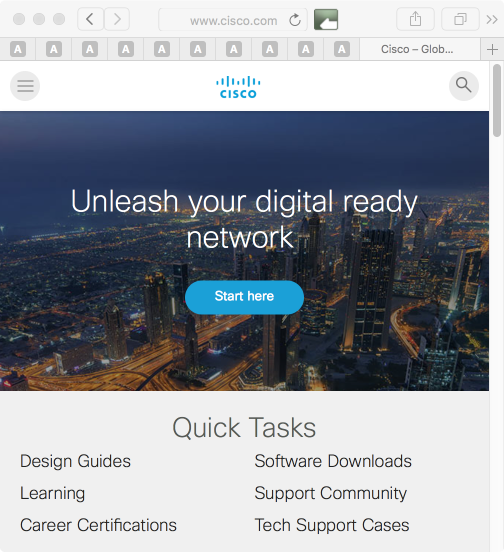 www.cisco.com
A A A A A A A A A A Cisco – Glob...
CISCO
Unleash your digital ready
network
Start here
Quick Tasks
Design Guides Software Downloads
Learning Support Community
Career Certifications Tech Support Cases